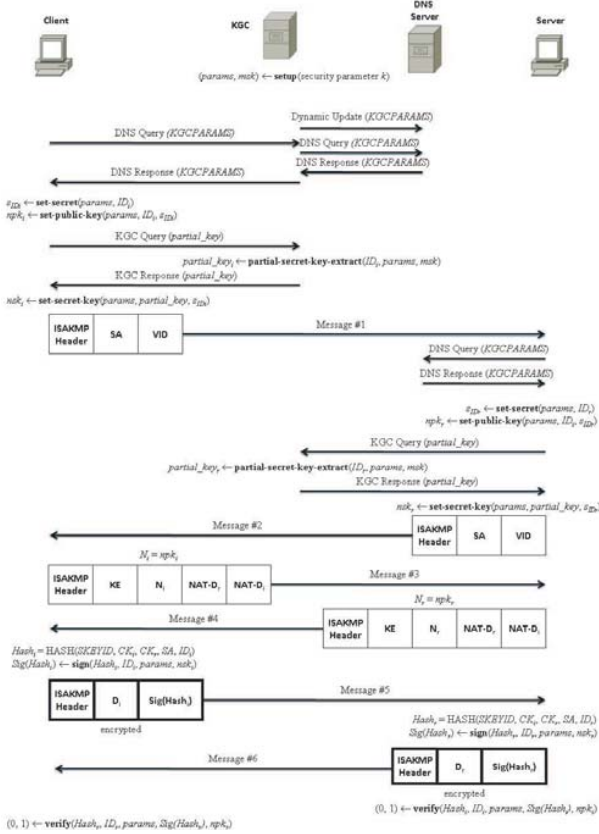 Client
KGC
DNS
Server
Server
(params, msk) ← setup(security parameter k)
Dynamic Update (KGCPARAMS)
DNS Query (KGCPARAMS)
DNS Query (KGCPARAMS)
DNS Response (KGCPARAMS)
DNS Response (KGCPARAMS)
s_IDi ← set-secret(params, ID_i)
npk_i ← set-public-key(params, ID_i, s_IDi)
KGC Query (partial_key)
partial_key_i ← partial-secret-key-extract(ID_i, params, msk)
KGC Response (partial_key)
nsk_i ← set-secret-key(params, partial_key, s_IDi)
ISAKMP Header SA VID
Message #1
DNS Query (KGCPARAMS)
DNS Response (KGCPARAMS)
s_IDr ← set-secret(params, ID_r)
npk_r ← set-public-key(params, ID_r, s_IDr)
KGC Query (partial_key)
partial_key_r ← partial-secret-key-extract(ID_r, params, msk)
KGC Response (partial_key)
nsk_r ← set-secret-key(params, partial_key, s_IDr)
Message #2
ISAKMP Header SA VID
N_i = npk_i
ISAKMP Header KE N_i NAT-D_r NAT-D_i
Message #3
N_r = npk_r
Message #4
ISAKMP Header KE N_r NAT-D_r NAT-D_i
Hash_i = HASH(SKEYID, CK_i, CK_r, SA, ID_i)
Sig(Hash_i) ← sign(Hash_i, ID_i, params, nsk_i)
ISAKMP Header D_i Sig(Hash_i)
Message #5
encrypted
Hash_r = HASH(SKEYID, CK_i, CK_r, SA, ID_r)
Sig(Hash_r) ← sign(Hash_r, ID_r, params, nsk_r)
Message #6
ISAKMP Header D_r Sig(Hash_r)
encrypted
(0, 1) ← verify(Hash_i, ID_i, params, Sig(Hash_i), npk_i)
(0, 1) ← verify(Hash_r, ID_r, params, Sig(Hash_r), npk_r)